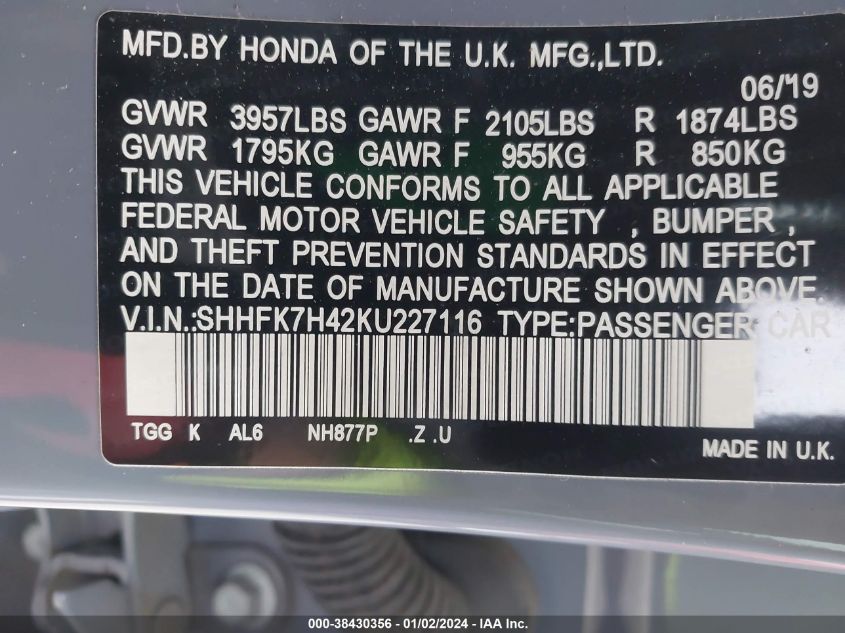 MFD.BY HONDA OF THE U.K. MFG.,LTD.
06/19
GVWR 3957LBS GAWR F 2105LBS R 1874LBS
GVWR 1795KG GAWR F 955KG R 850KG
THIS VEHICLE CONFORMS TO ALL APPLICABLE
FEDERAL MOTOR VEHICLE SAFETY , BUMPER ,
AND THEFT PREVENTION STANDARDS IN EFFECT
ON THE DATE OF MANUFACTURE SHOWN ABOVE.
V.I.N.:SHHFK7H42KU227116 TYPE:PASSENGER CAR
TGG K AL6 NH877P .Z .U
MADE IN U.K.
000-38430356 - 01/02/2024 - IAA Inc.